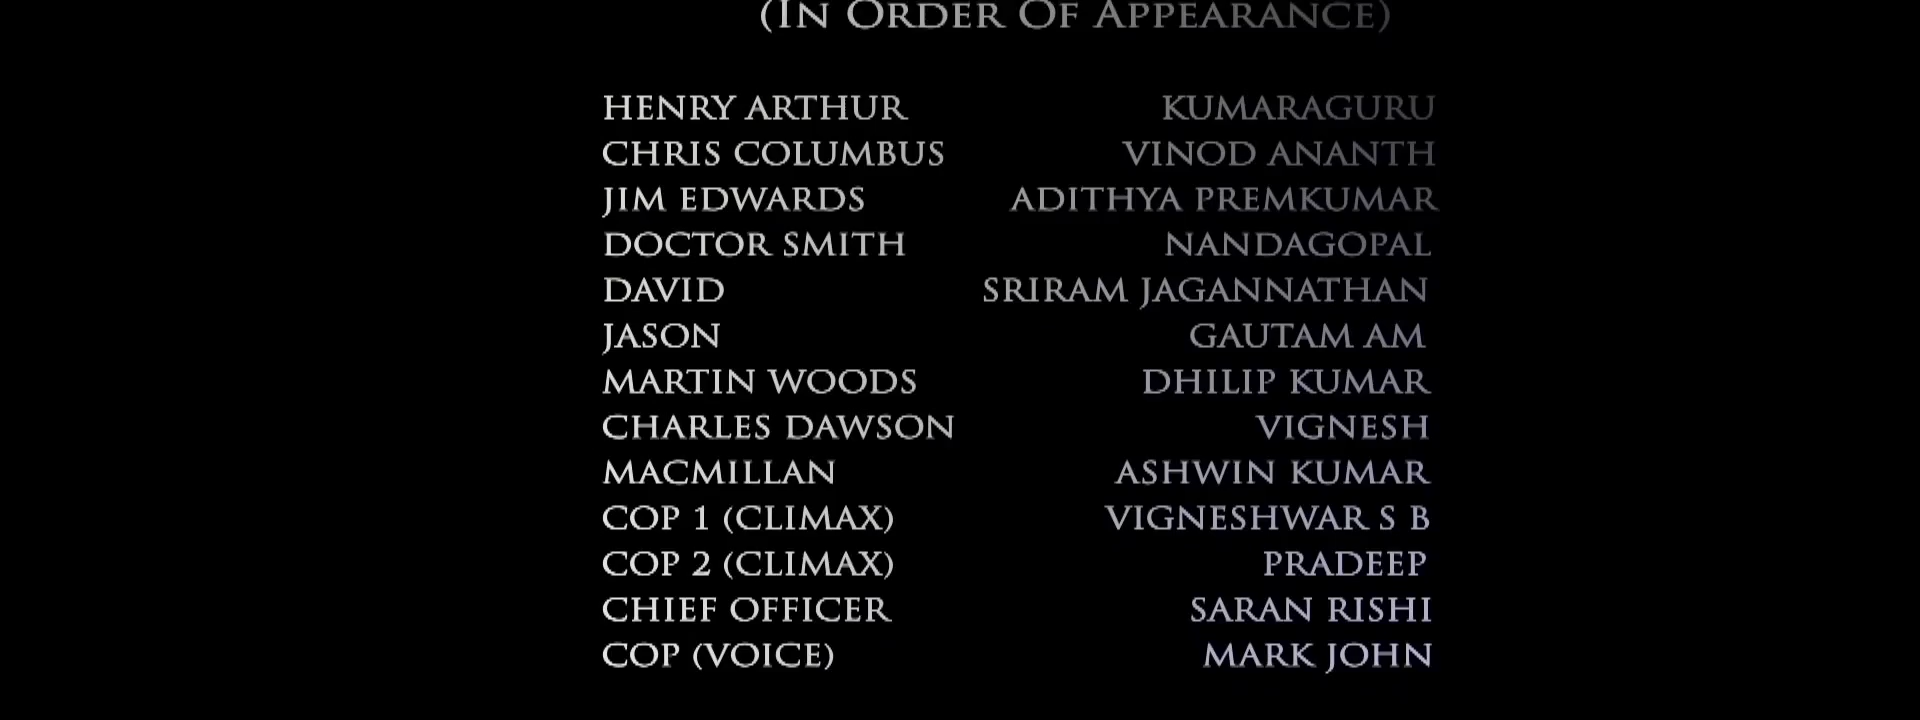 (In Order Of Appearance)
HENRY ARTHUR KUMARAGURU
CHRIS COLUMBUS VINOD ANANTH
JIM EDWARDS ADITHYA PREMKUMAR
DOCTOR SMITH NANDAGOPAL
DAVID SRIRAM JAGANNATHAN
JASON GAUTAM AM
MARTIN WOODS DHILIP KUMAR
CHARLES DAWSON VIGNESH
MACMILLAN ASHWIN KUMAR
COP 1 (CLIMAX) VIGNESHWAR S B
COP 2 (CLIMAX) PRADEEP
CHIEF OFFICER SARAN RISHI
COP (VOICE) MARK JOHN